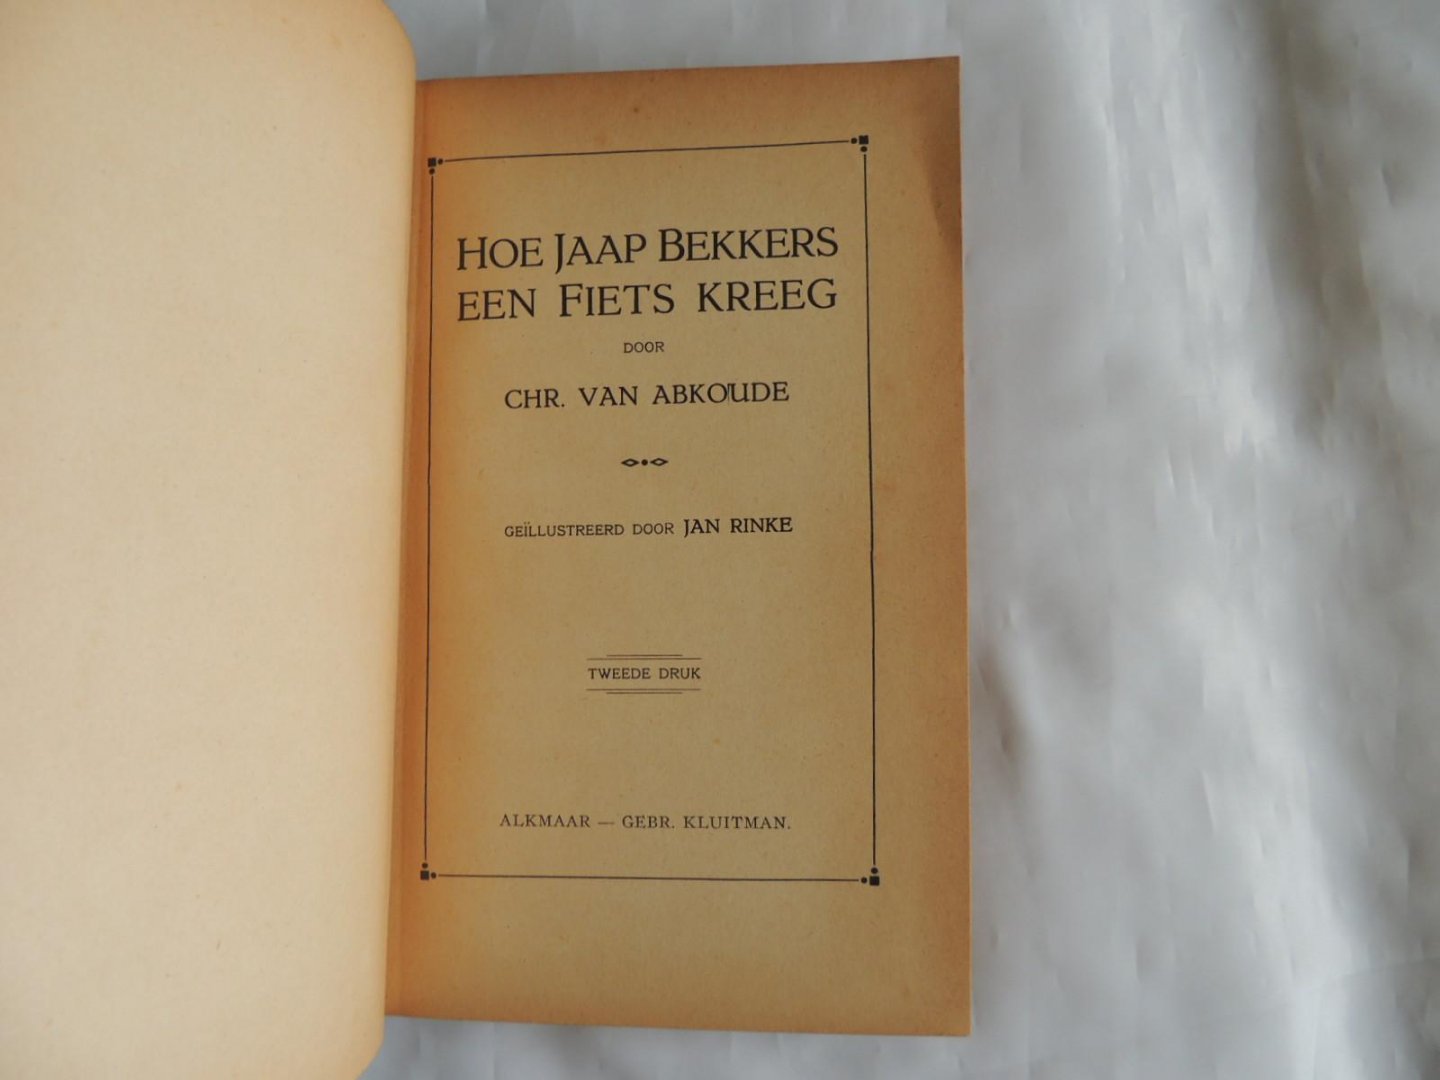 HOE JAAP BEKKERS
EEN FIETS KREEG
DOOR
CHR. VAN ABKOUDE
GEÏLLUSTREERD DOOR JAN RINKE
TWEEDE DRUK
ALKMAAR — GEBR. KLUITMAN.